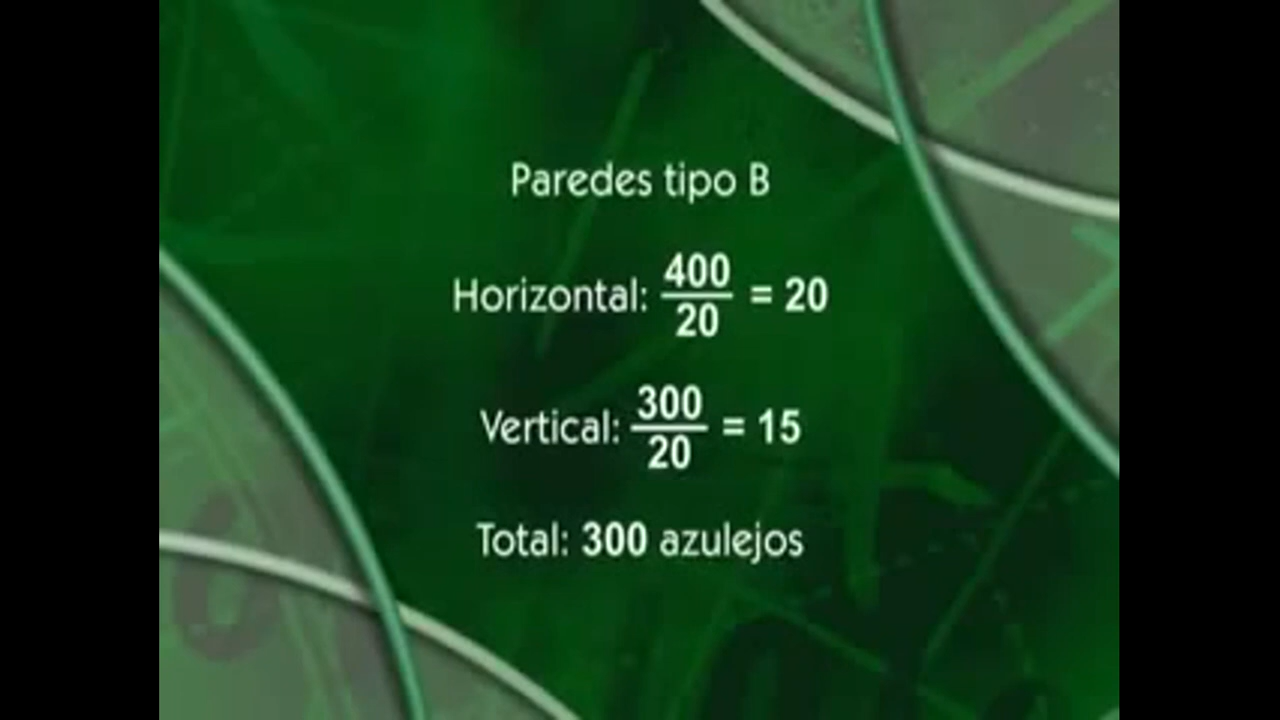 Paredes tipo B
Horizontal: 400/20 = 20
Vertical: 300/20 = 15
Total: 300 azulejos